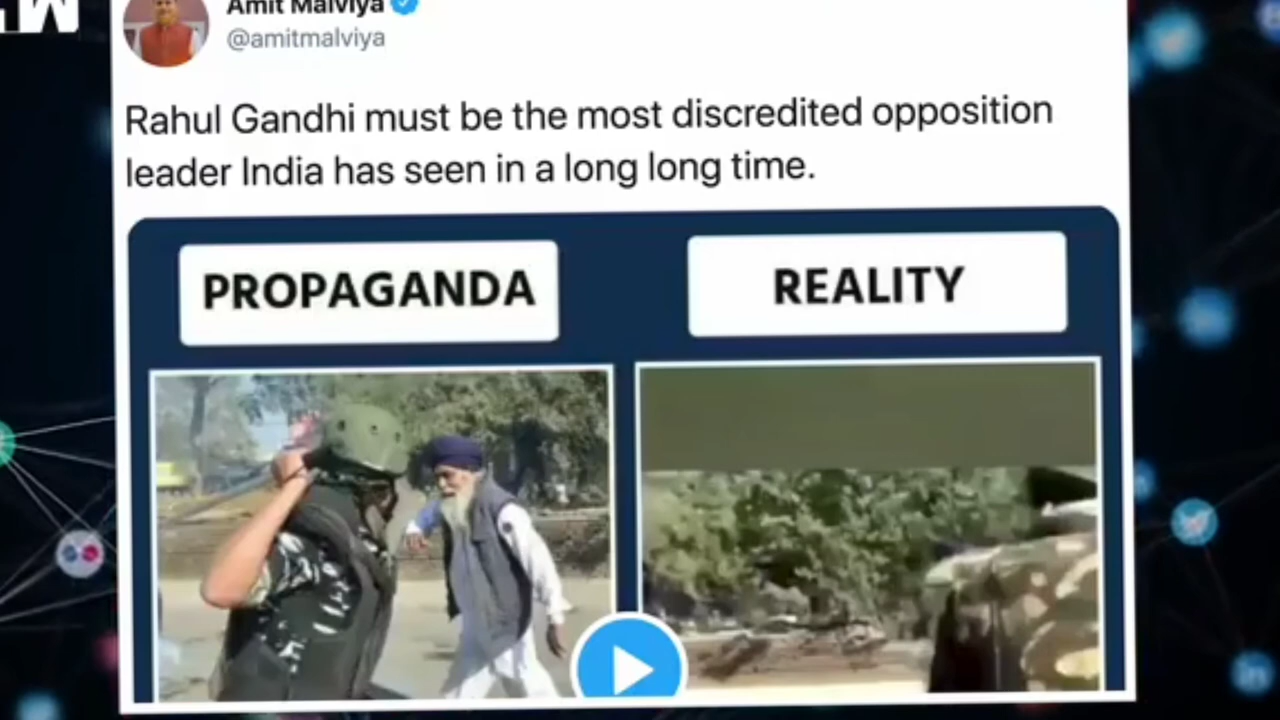 Amit Malviya
@amitmalviya
Rahul Gandhi must be the most discredited opposition
leader India has seen in a long long time.
PROPAGANDA
REALITY